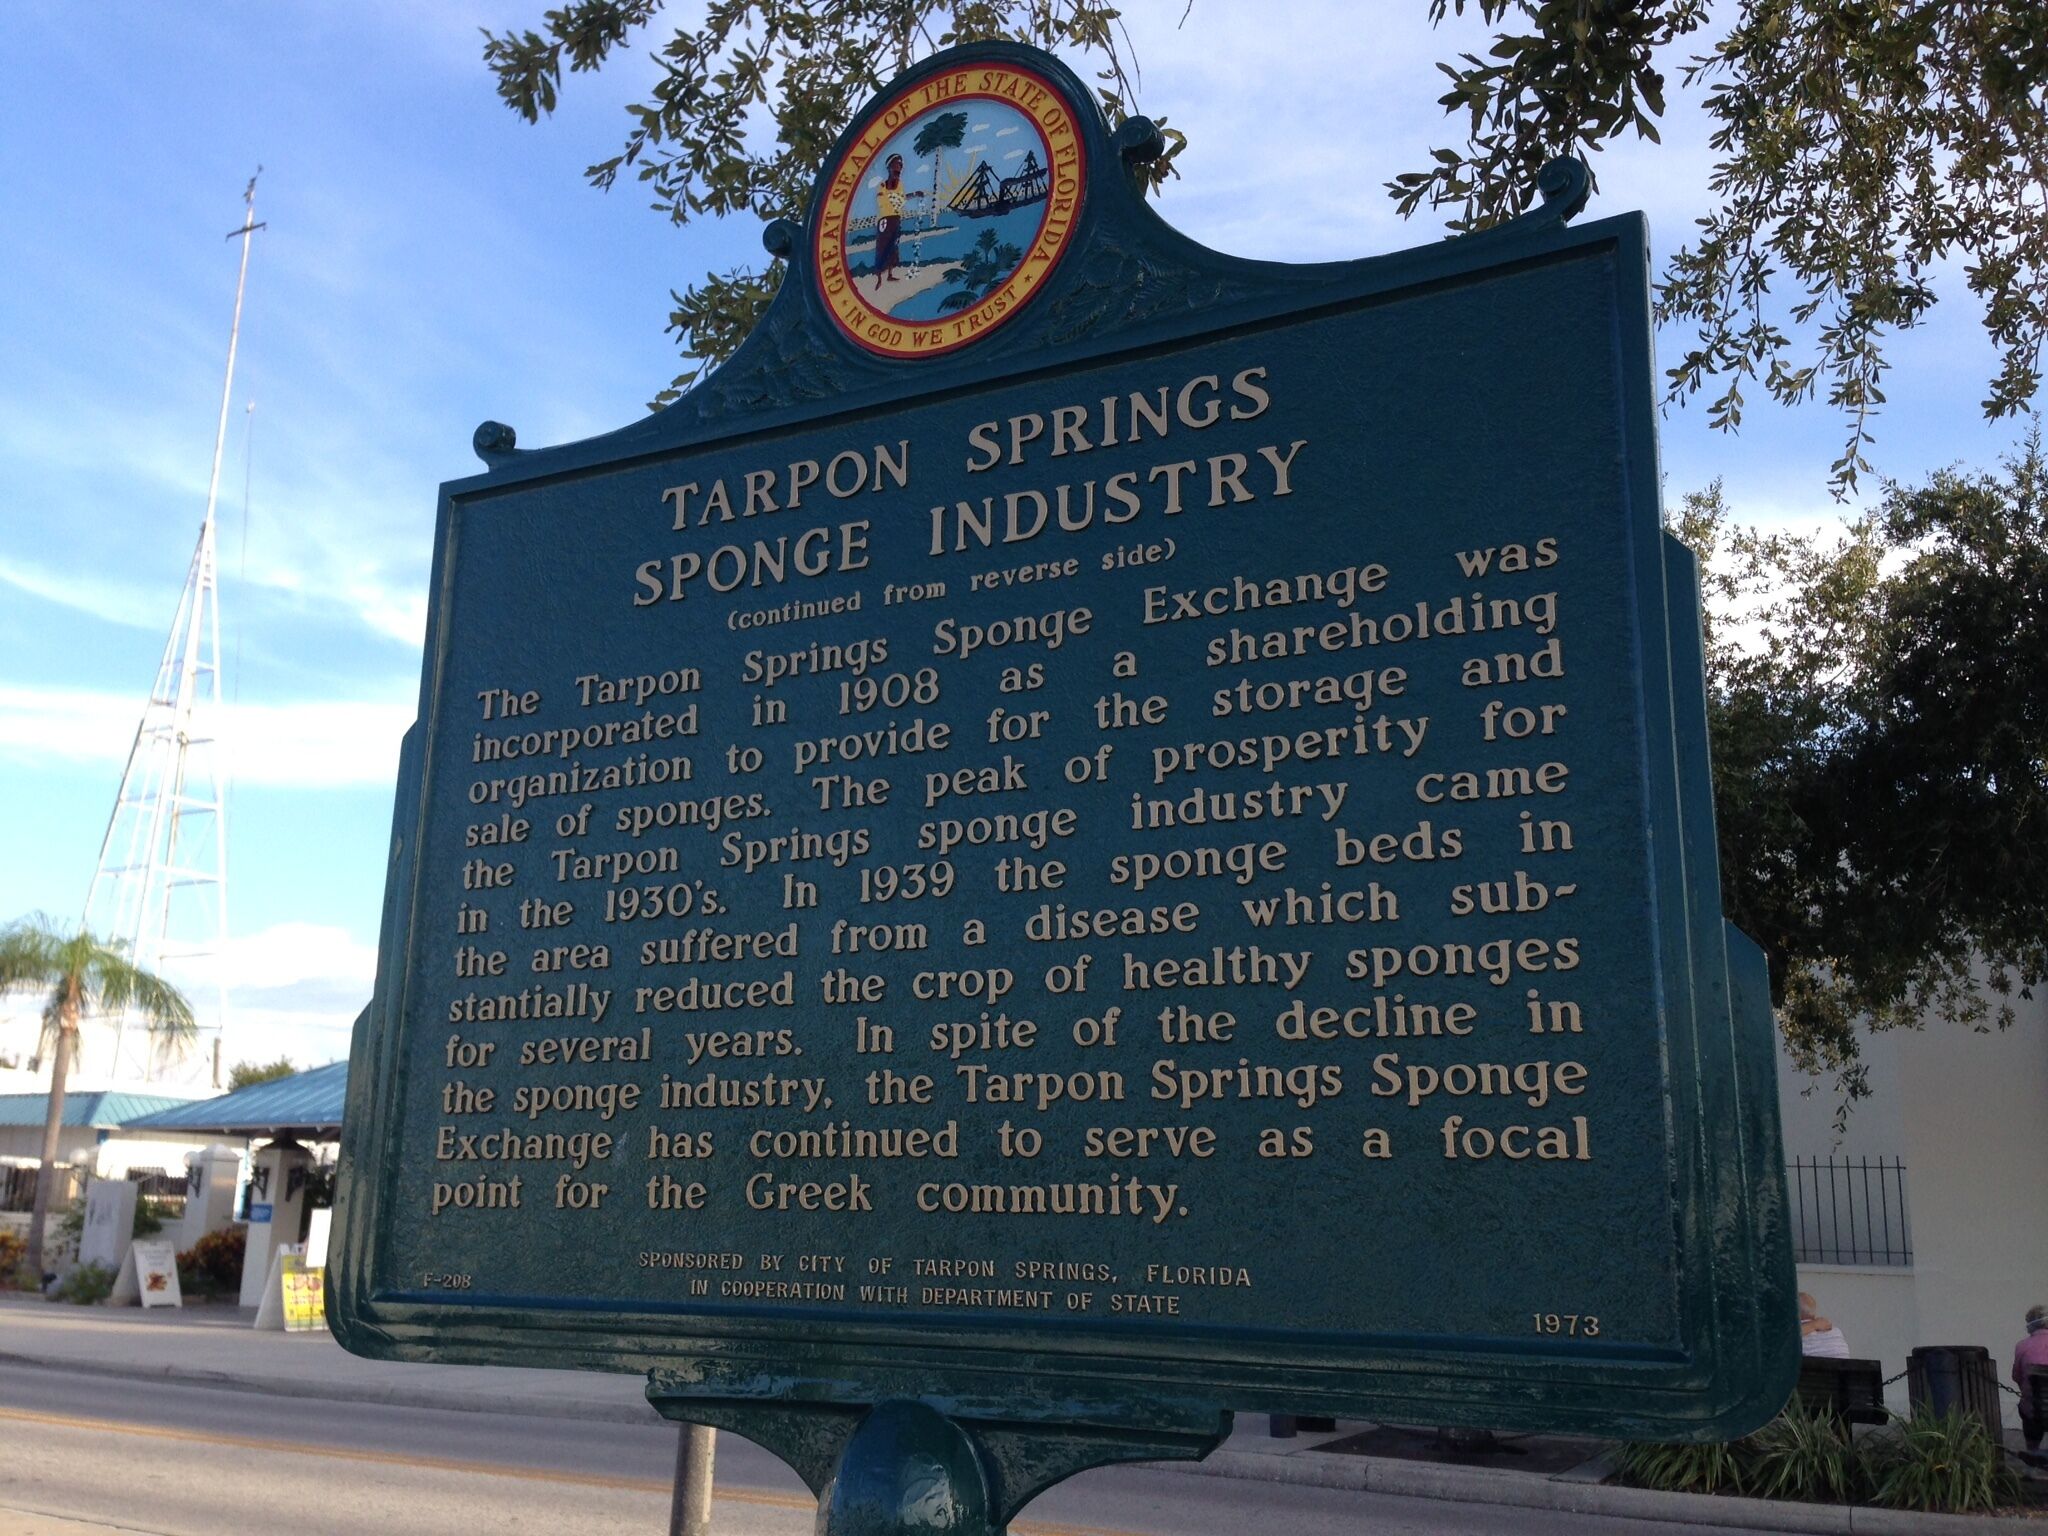 GREAT SEAL OF THE STATE OF FLORIDA
IN GOD WE TRUST
TARPON SPRINGS
SPONGE INDUSTRY
(continued from reverse side)
The Tarpon Springs Sponge Exchange was
incorporated in 1908 as a shareholding
organization to provide for the storage and
sale of sponges. The peak of prosperity for
the Tarpon Springs sponge industry came
in the 1930's. In 1939 the sponge beds in
the area suffered from a disease which sub-
stantially reduced the crop of healthy sponges
for several years. In spite of the decline in
the sponge industry, the Tarpon Springs Sponge
Exchange has continued to serve as a focal
point for the Greek community.
SPONSORED BY CITY OF TARPON SPRINGS, FLORIDA
IN COOPERATION WITH DEPARTMENT OF STATE
F-208
1973